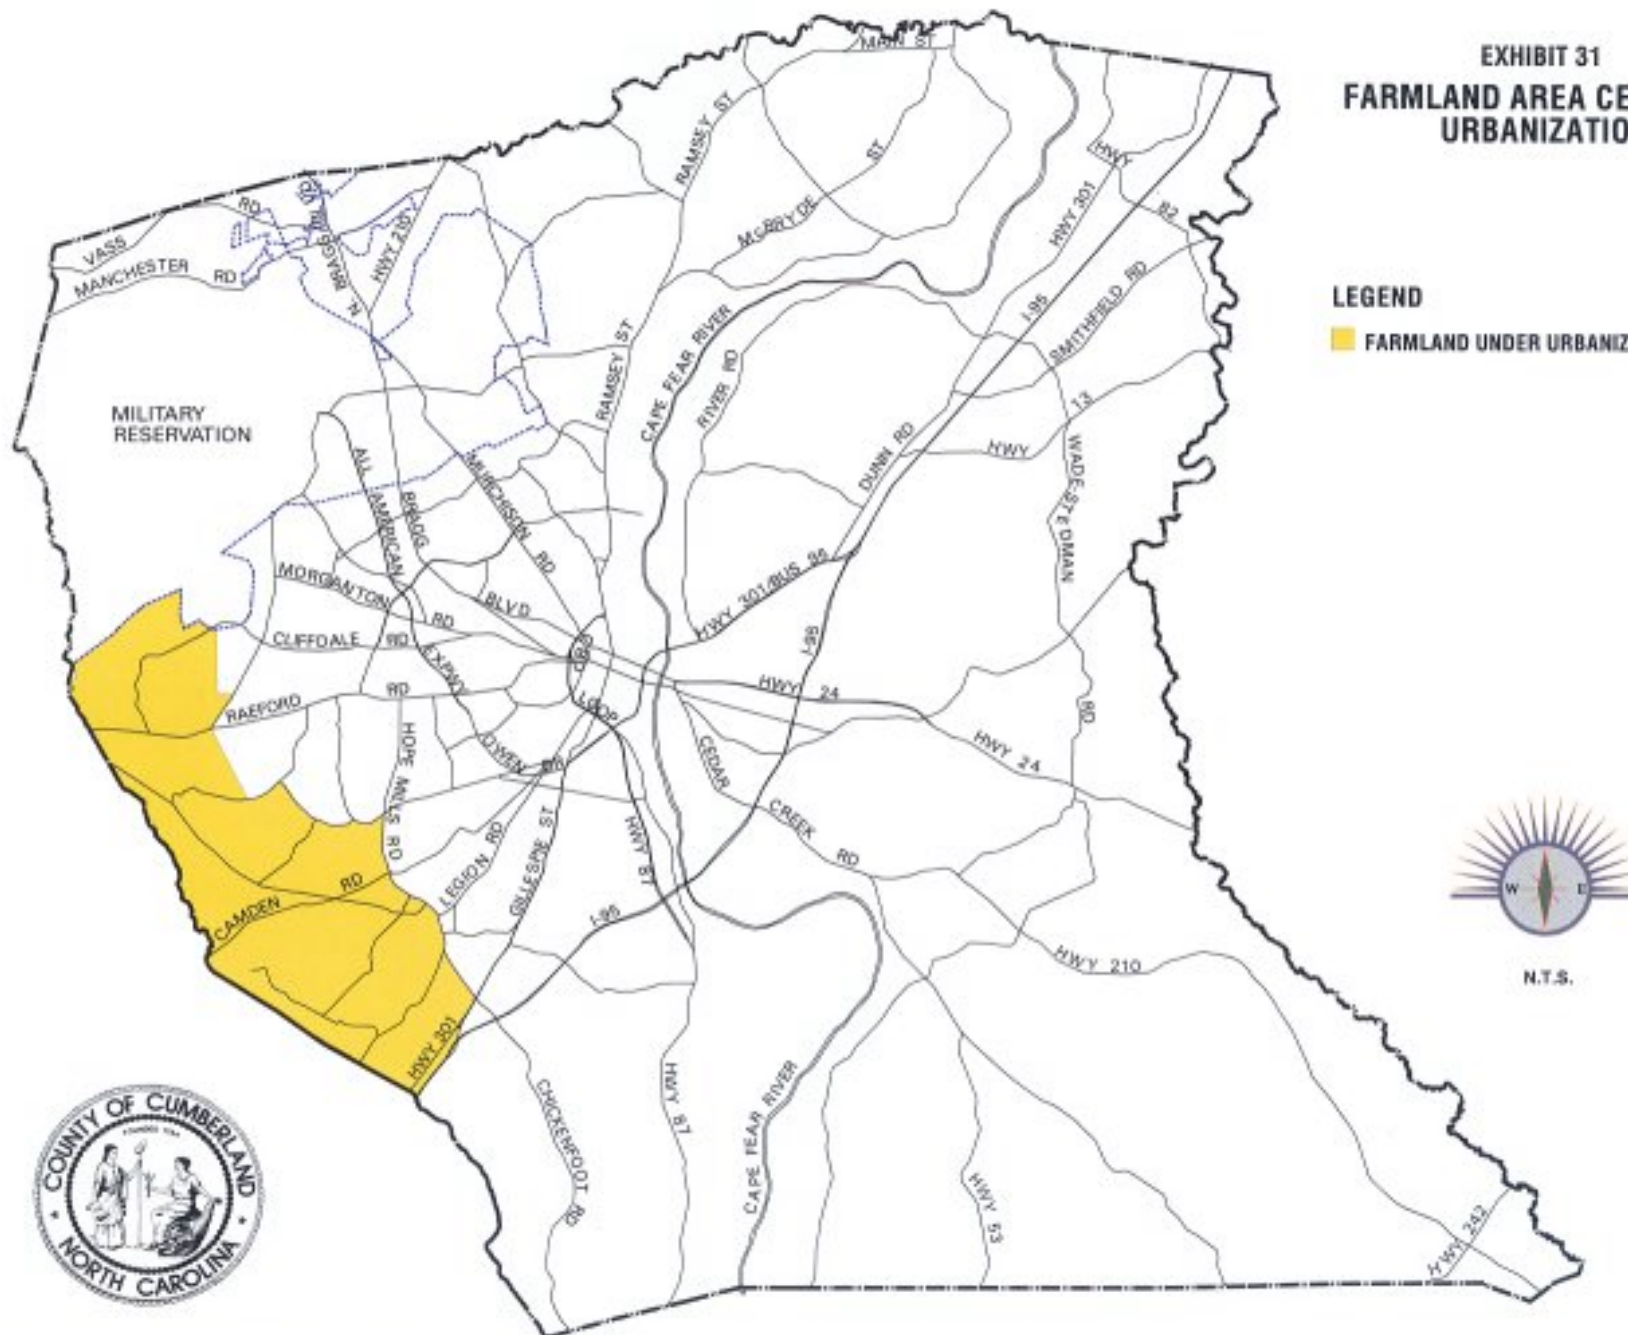 EXHIBIT 31
FARMLAND AREA CE
URBANIZATIO
LEGEND
FARMLAND UNDER URBANIZ
MAIN ST
RAMSEY ST
McBRYDE ST
HWY 301
HWY 82
VASS RD
MANCHESTER RD
N. BRAGG
HWY 210
I-95
SMITHFIELD RD
CAPE FEAR RIVER
RIVER RD
RAMSEY ST
HWY 13
MILITARY
RESERVATION
DUNN RD
WADE-STEDMAN RD
ALL AMERICAN EXPWY
BRAGG BLVD
MURCHISON RD
MORGANTON RD
HWY 301/BUS 95
CLIFFDALE RD
CBD LOOP
I-95
HWY 24
RAEFORD RD
HOPE MILLS RD
OWEN DR
CEDAR CREEK RD
HWY 24
HWY 87
LEGION RD
GILLESPIE ST
CAMDEN RD
I-95
HWY 210
W E
N.T.S.
HWY 301
CHICKENFOOT RD
HWY 87
CAPE FEAR RIVER
HWY 53
HWY 242
COUNTY OF CUMBERLAND
NORTH CAROLINA